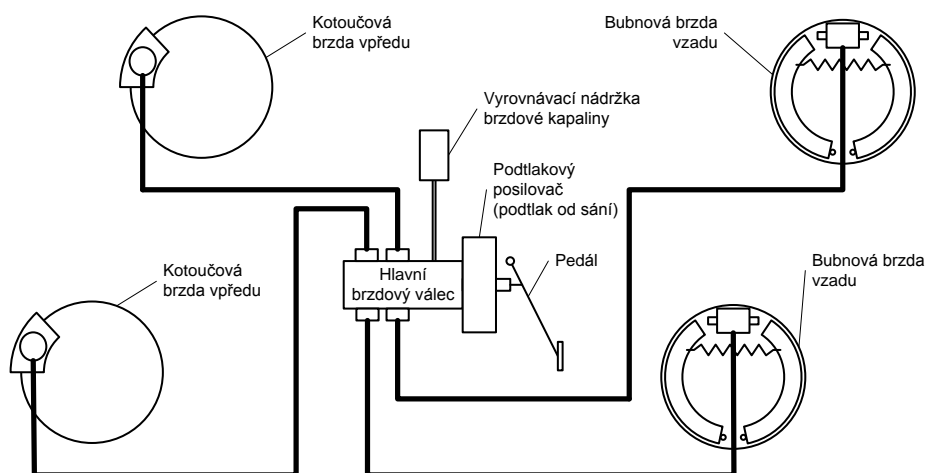 Kotoučová
brzda vpředu
Bubnová brzda
vzadu
Vyrovnávací nádržka
brzdové kapaliny
Podtlakový
posilovač
(podtlak od sání)
Pedál
Hlavní
brzdový válec
Kotoučová
brzda vpředu
Bubnová brzda
vzadu